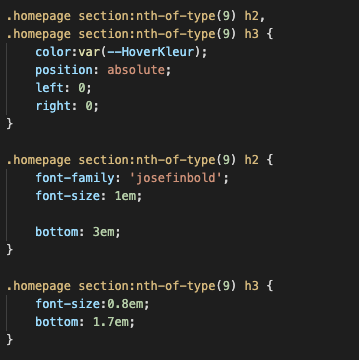 .homepage section:nth-of-type(9) h2,
.homepage section:nth-of-type(9) h3 {
    color:var(--HoverKleur);
    position: absolute;
    left: 0;
    right: 0;
}

.homepage section:nth-of-type(9) h2 {
    font-family: 'josefinbold';
    font-size: 1em;

    bottom: 3em;
}

.homepage section:nth-of-type(9) h3 {
    font-size:0.8em;
    bottom: 1.7em;
}